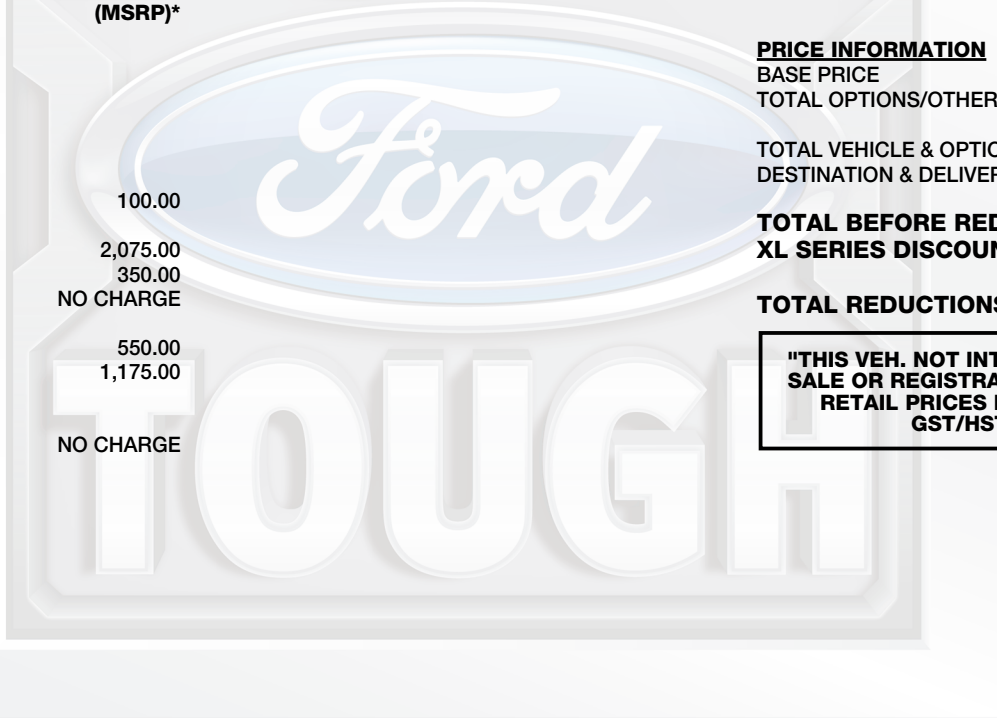 (MSRP)*
100.00
2,075.00
350.00
NO CHARGE
550.00
1,175.00
NO CHARGE
Ford
TOUGH
PRICE INFORMATION
BASE PRICE
TOTAL OPTIONS/OTHER
TOTAL VEHICLE & OPTIO
DESTINATION & DELIVER
TOTAL BEFORE RED
XL SERIES DISCOUN
TOTAL REDUCTIONS
"THIS VEH. NOT INT
SALE OR REGISTRA
RETAIL PRICES
GST/HST